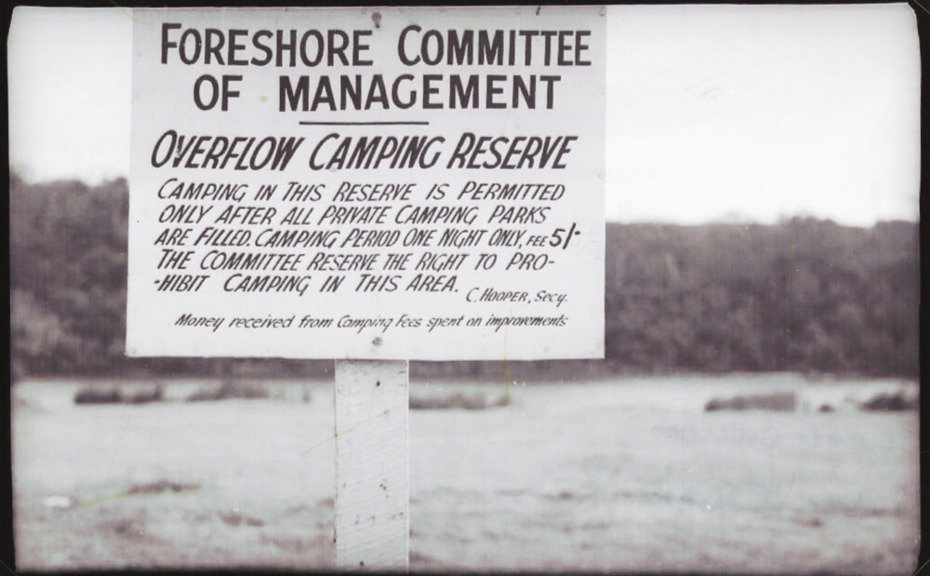 FORESHORE COMMITTEE
OF MANAGEMENT
OVERFLOW CAMPING RESERVE
CAMPING IN THIS RESERVE IS PERMITTED
ONLY AFTER ALL PRIVATE CAMPING PARKS
ARE FILLED. CAMPING PERIOD ONE NIGHT ONLY, FEE 5/-
THE COMMITTEE RESERVE THE RIGHT TO PRO-
-HIBIT CAMPING IN THIS AREA.
C. HOOPER, Secy.
Money received from Camping Fees spent on improvements